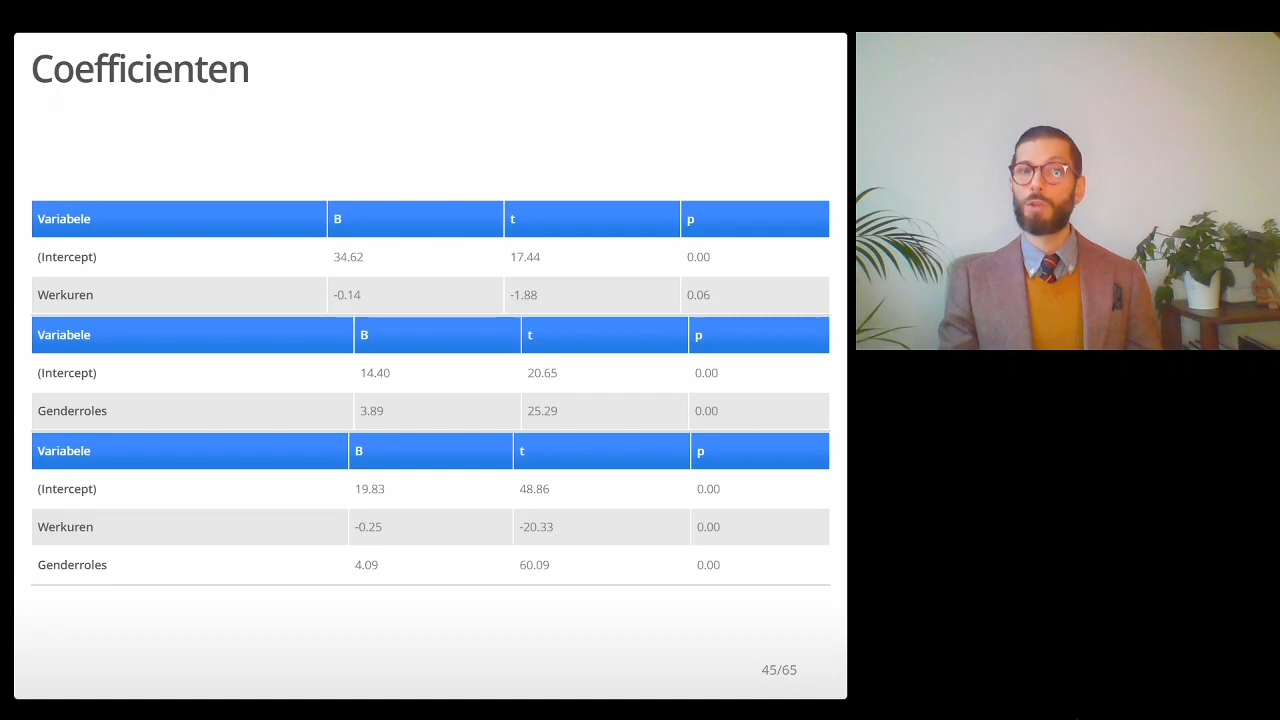 Coefficienten
Variabele B t p
(Intercept) 34.62 17.44 0.00
Werkuren -0.14 -1.88 0.06
Variabele B t p
(Intercept) 14.40 20.65 0.00
Genderroles 3.89 25.29 0.00
Variabele B t p
(Intercept) 19.83 48.86 0.00
Werkuren -0.25 -20.33 0.00
Genderroles 4.09 60.09 0.00
45/65